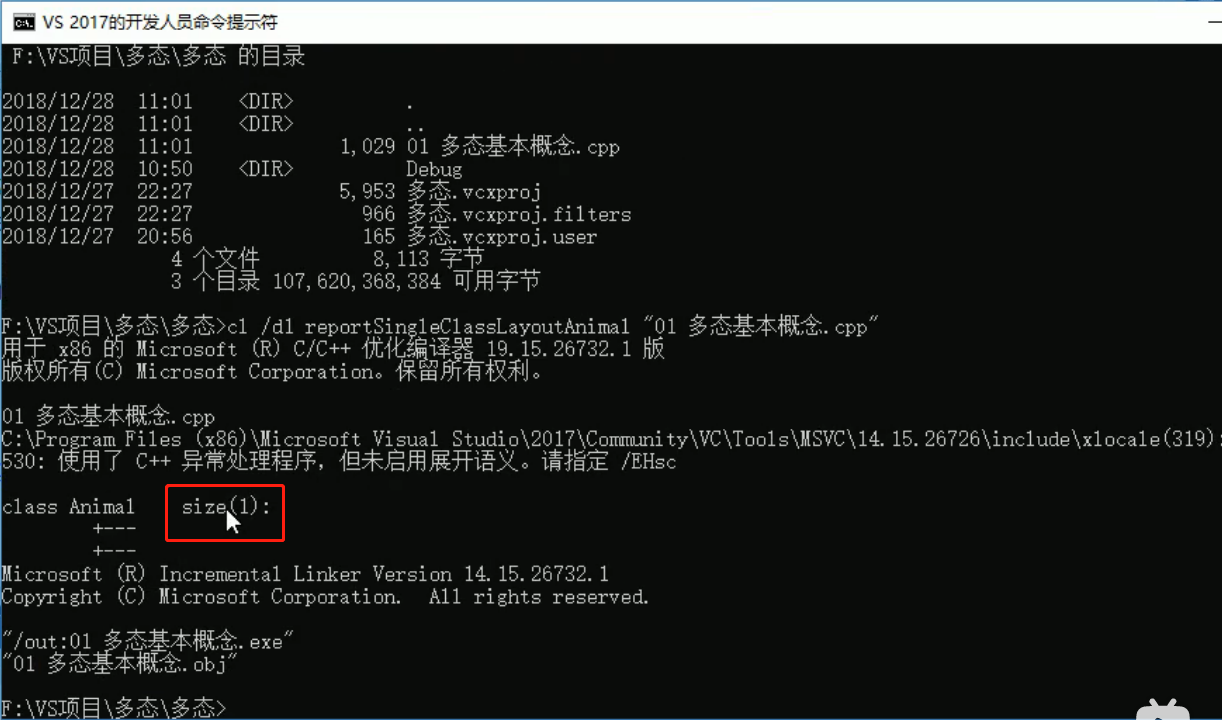 VS 2017的开发人员命令提示符
F:\VS项目\多态\多态 的目录
2018/12/28  11:01    <DIR>          .
2018/12/28  11:01    <DIR>          ..
2018/12/28  11:01             1,029 01 多态基本概念.cpp
2018/12/28  10:50    <DIR>          Debug
2018/12/27  22:27             5,953 多态.vcxproj
2018/12/27  22:27               966 多态.vcxproj.filters
2018/12/27  20:56               165 多态.vcxproj.user
4 个文件          8,113 字节
3 个目录 107,620,368,384 可用字节
F:\VS项目\多态\多态>cl /d1 reportSingleClassLayoutAnimal "01 多态基本概念.cpp"
用于 x86 的 Microsoft (R) C/C++ 优化编译器 19.15.26732.1 版
版权所有(C) Microsoft Corporation。保留所有权利。
01 多态基本概念.cpp
C:\Program Files (x86)\Microsoft Visual Studio\2017\Community\VC\Tools\MSVC\14.15.26726\include\xlocale(319):
530: 使用了 C++ 异常处理程序，但未启用展开语义。请指定 /EHsc
class Animal    size(1):
+---
+---
Microsoft (R) Incremental Linker Version 14.15.26732.1
Copyright (C) Microsoft Corporation.  All rights reserved.
"/out:01 多态基本概念.exe"
"01 多态基本概念.obj"
F:\VS项目\多态\多态>